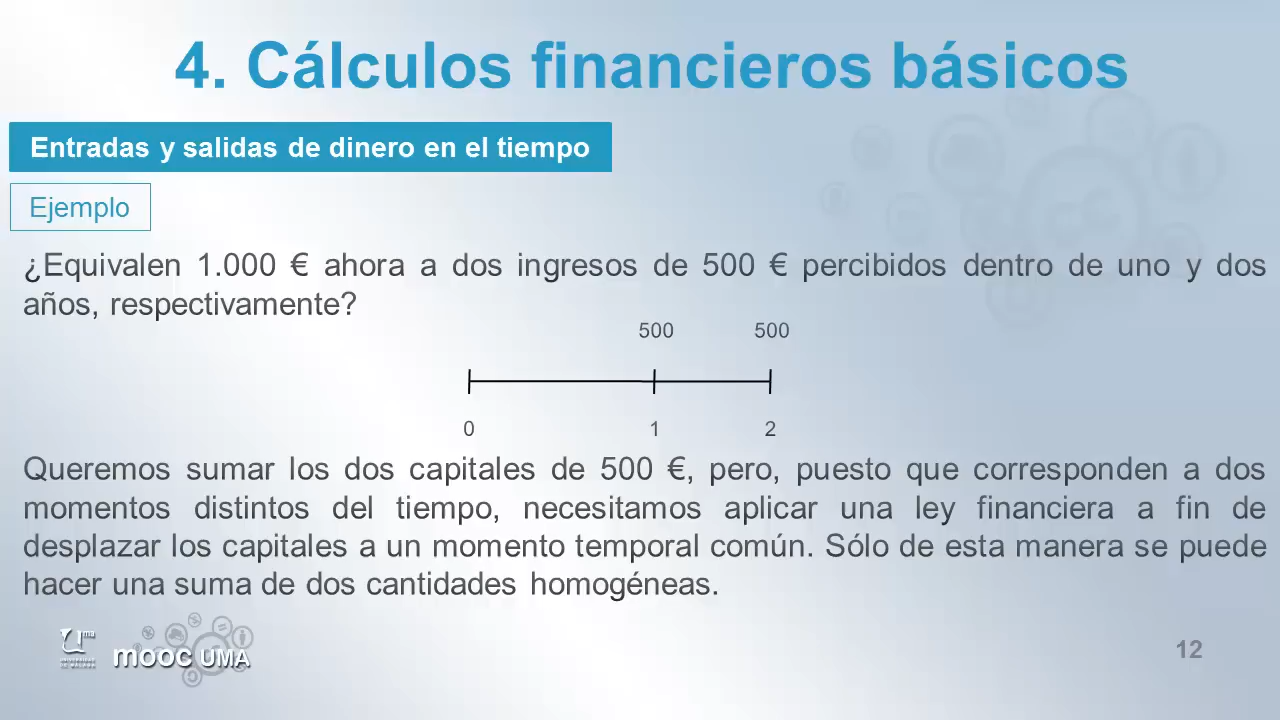 4. Cálculos financieros básicos
Entradas y salidas de dinero en el tiempo
Ejemplo
¿Equivalen 1.000 € ahora a dos ingresos de 500 € percibidos dentro de uno y dos
años, respectivamente?
500 500
0 1 2
Queremos sumar los dos capitales de 500 €, pero, puesto que corresponden a dos
momentos distintos del tiempo, necesitamos aplicar una ley financiera a fin de
desplazar los capitales a un momento temporal común. Sólo de esta manera se puede
hacer una suma de dos cantidades homogéneas.
uma
UNIVERSIDAD
DE MÁLAGA
mooc UMA
12